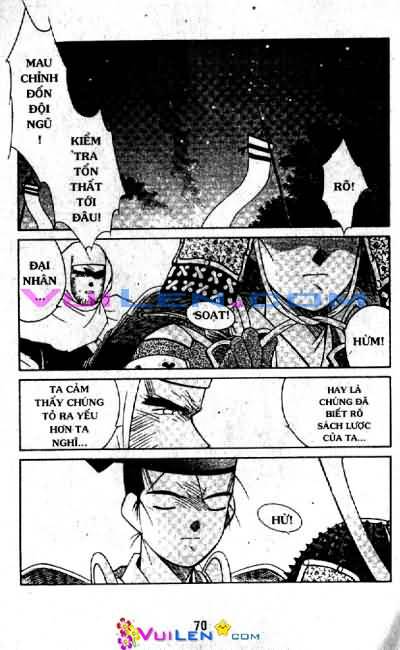 MAU
CHỈNH
ĐỐN
ĐỘI
NGŨ
!
KIỂM
TRA
TỔN
THẤT
TỚI
ĐÂU!
RÕ!
ĐẠI
NHÂN
...
SOẠT!
HỪM!
VuiLen.com
TA CẢM
THẤY CHÚNG
TỎ RA YẾU
HƠN TA
NGHĨ...
HAY LÀ
CHÚNG ĐÃ
BIẾT RÕ
SÁCH LƯỢC
CỦA TA...
HỪ!
70
VuiLen